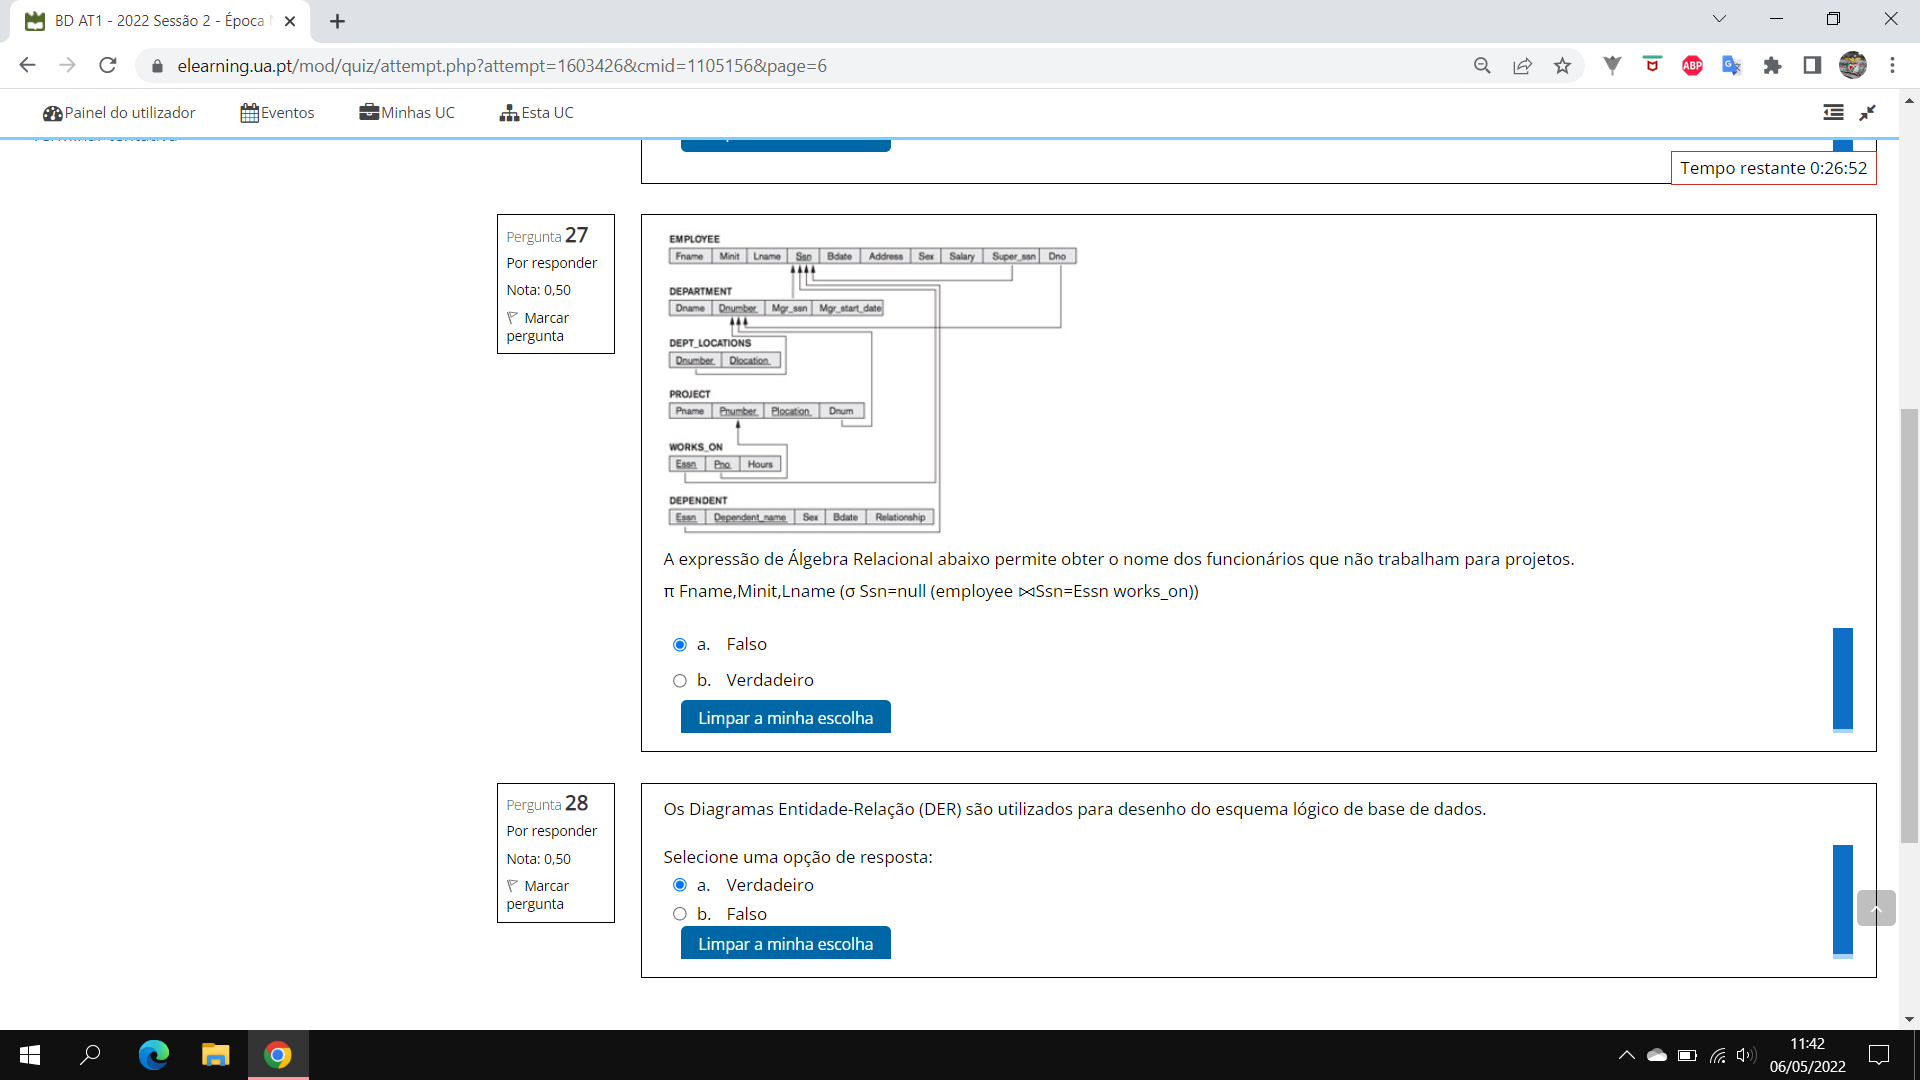 BD AT1 - 2022 Sessão 2 - Época
elearning.ua.pt/mod/quiz/attempt.php?attempt=1603426&cmid=1105156&page=6
ABP
Painel do utilizador Eventos Minhas UC Esta UC
Tempo restante 0:26:52
Pergunta 27
Por responder
Nota: 0,50
Marcar
pergunta
EMPLOYEE
Fname Minit Lname Ssn Bdate Address Sex Salary Super_ssn Dno
DEPARTMENT
Dname Dnumber Mgr_ssn Mgr_start_date
DEPT_LOCATIONS
Dnumber Dlocation
PROJECT
Pname Pnumber Plocation Dnum
WORKS_ON
Essn Pno Hours
DEPENDENT
Essn Dependent_name Sex Bdate Relationship
A expressão de Álgebra Relacional abaixo permite obter o nome dos funcionários que não trabalham para projetos.
π Fname,Minit,Lname (σ Ssn=null (employee ⋈Ssn=Essn works_on))
a. Falso
b. Verdadeiro
Limpar a minha escolha
Pergunta 28
Por responder
Nota: 0,50
Marcar
pergunta
Os Diagramas Entidade-Relação (DER) são utilizados para desenho do esquema lógico de base de dados.
Selecione uma opção de resposta:
a. Verdadeiro
b. Falso
Limpar a minha escolha
11:42
06/05/2022